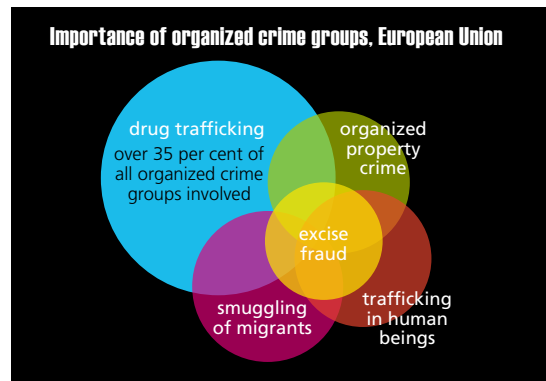 Importance of organized crime groups, European Union
drug trafficking
over 35 per cent of
all organized crime
groups involved
organized
property
crime
excise
fraud
smuggling
of migrants
trafficking
in human
beings